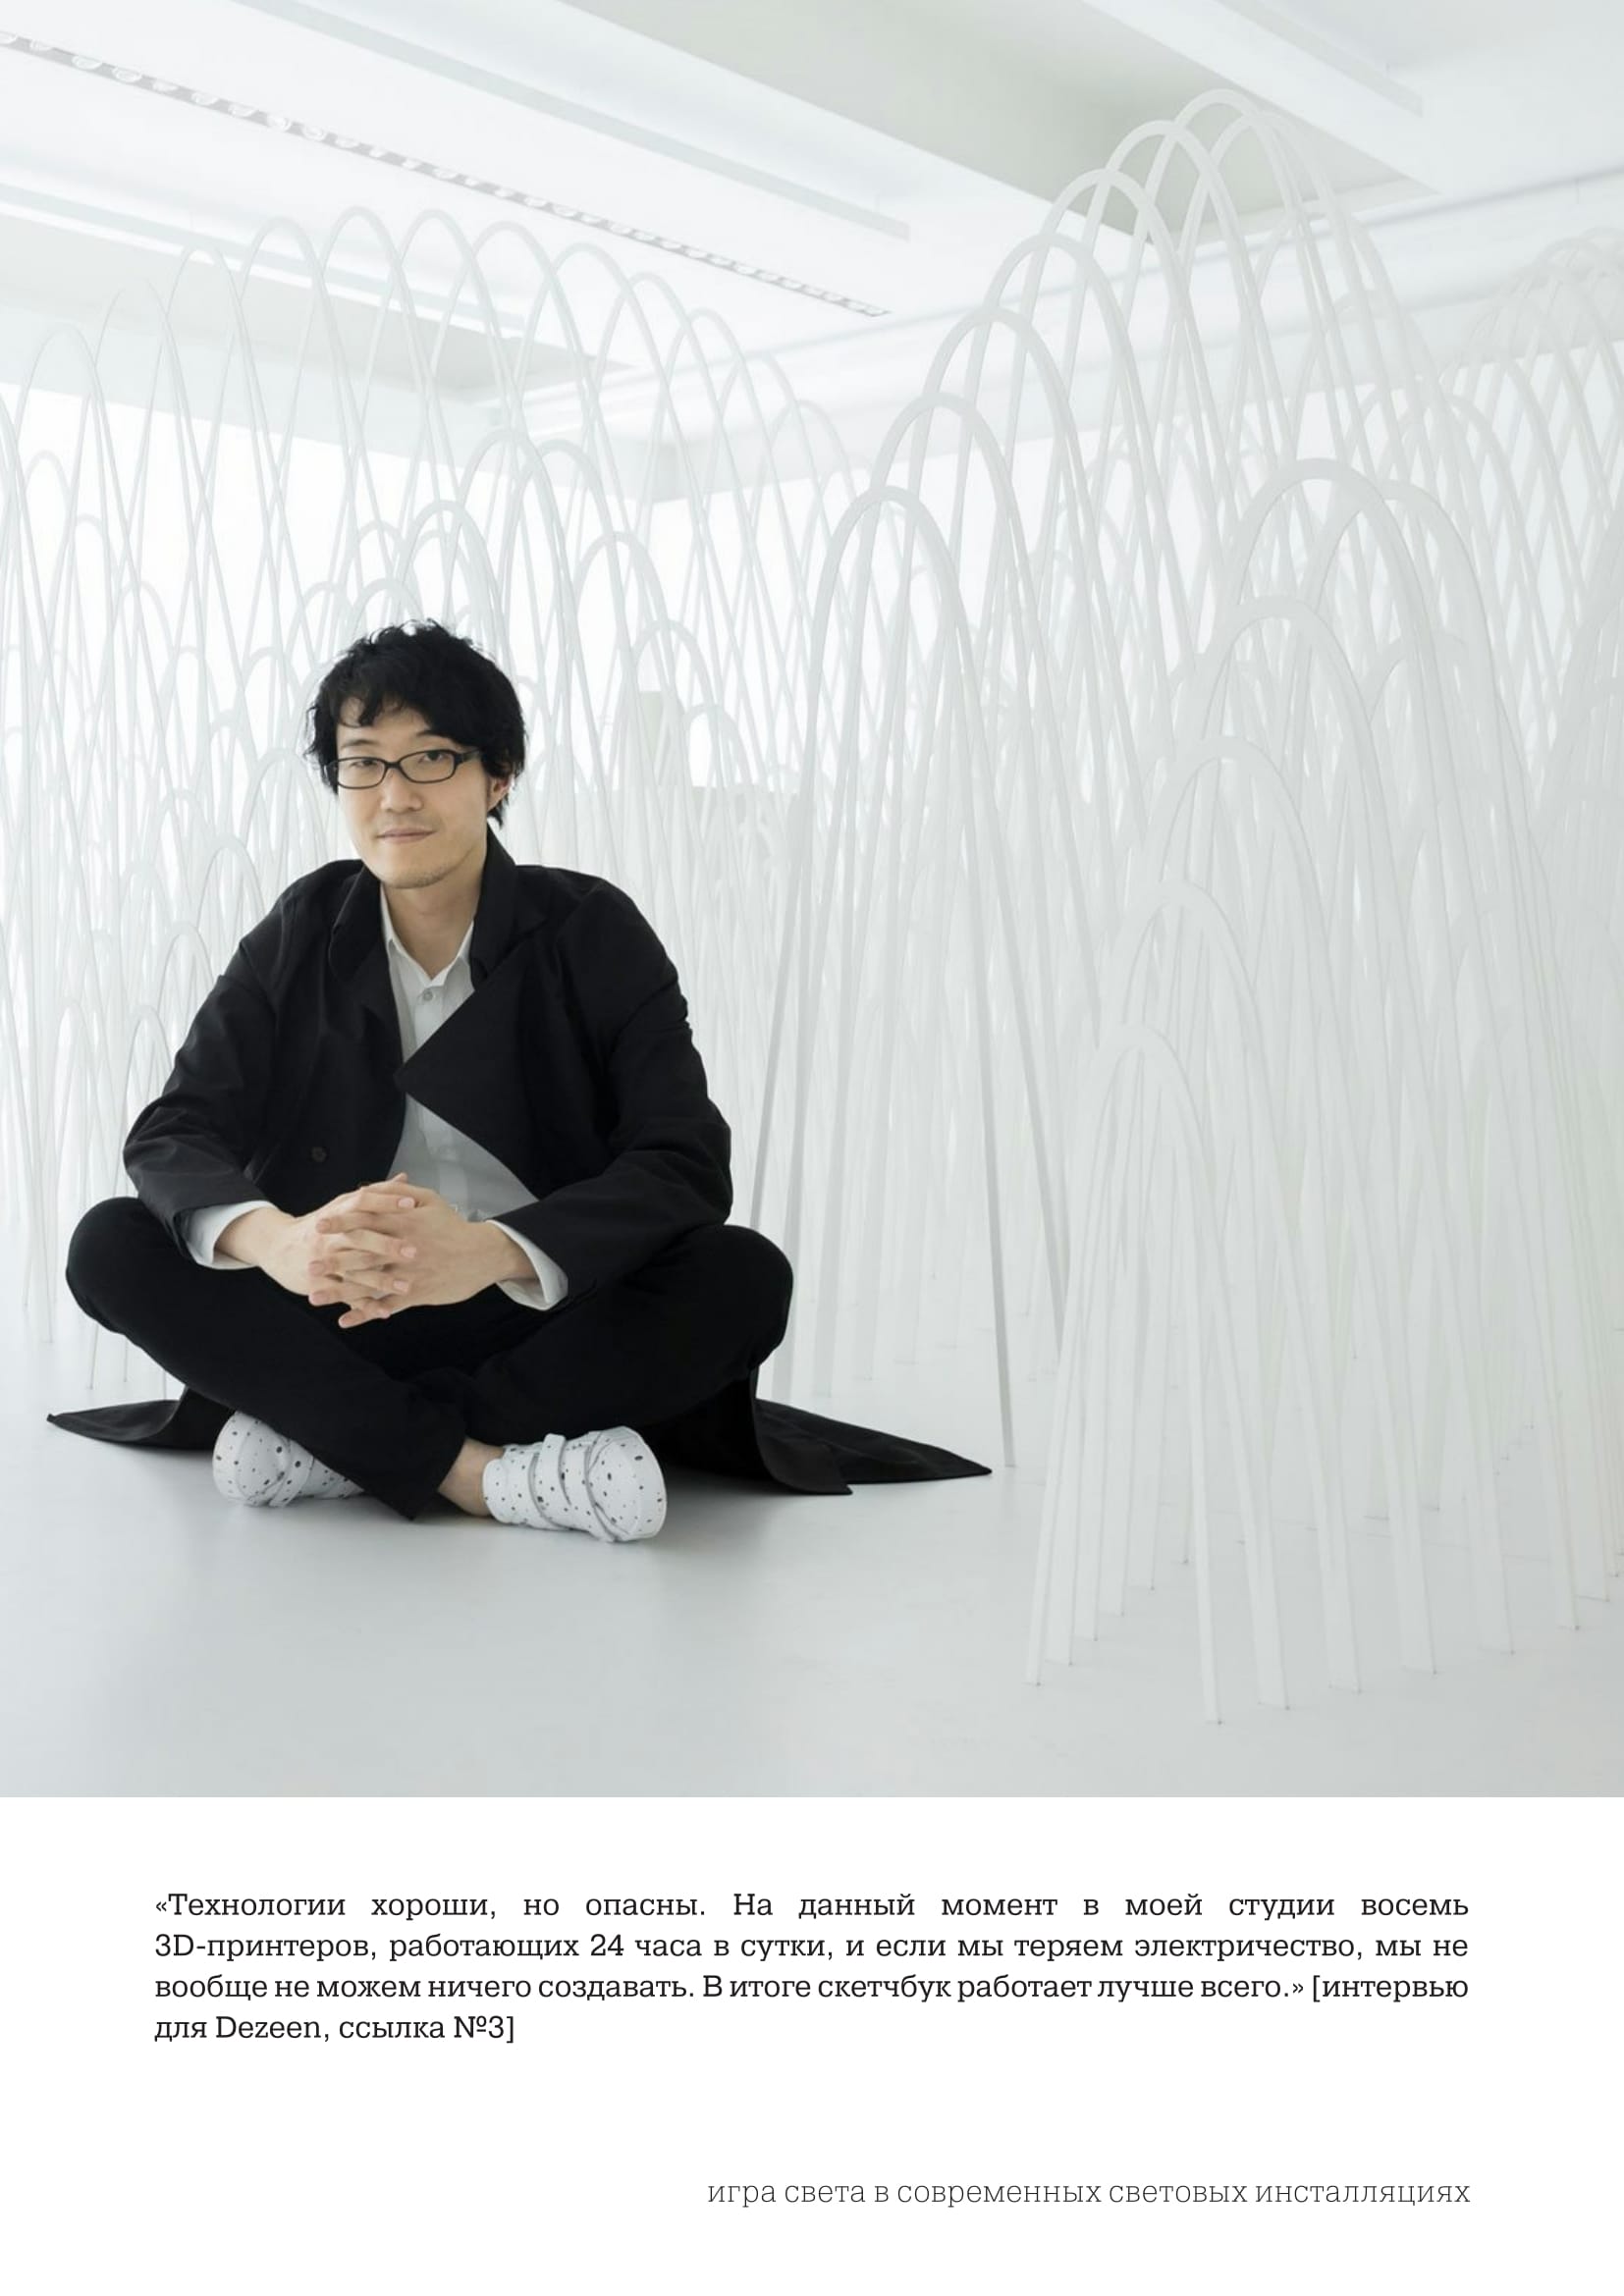 «Технологии хороши, но опасны. На данный момент в моей студии восемь
3D-принтеров, работающих 24 часа в сутки, и если мы теряем электричество, мы не
вообще не можем ничего создавать. В итоге скетчбук работает лучше всего.» [интервью
для Dezeen, ссылка №3]
игра света в современных световых инсталляциях